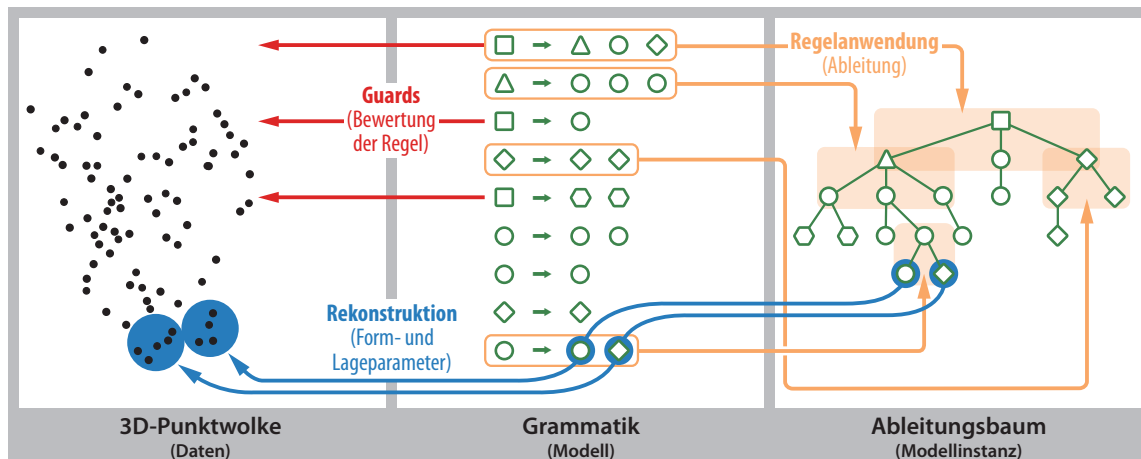 Regelanwendung
(Ableitung)
Guards
(Bewertung
der Regel)
Rekonstruktion
(Form- und
Lageparameter)
3D-Punktwolke
(Daten)
Grammatik
(Modell)
Ableitungsbaum
(Modellinstanz)